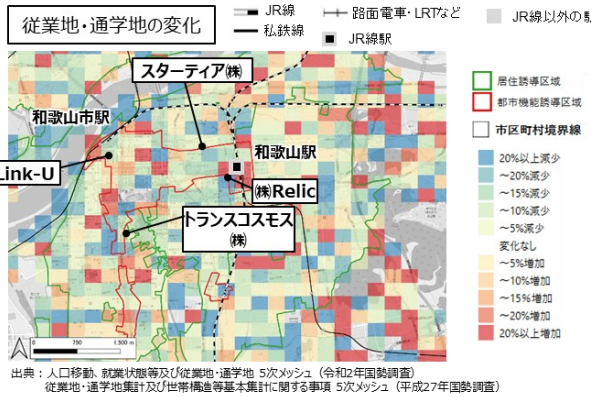 従業地・通学地の変化
JR線
私鉄線
路面電車・LRTなど
JR線駅
JR線以外の
スターティア㈱
和歌山市駅
和歌山駅
Link-U
㈱Relic
トランスコスモス
㈱
居住誘導区域
都市機能誘導区域
市区町村境界線
20%以上減少
～20%減少
～15%減少
～10%減少
～5%減少
変化なし
～5%増加
～10%増加
～15%増加
～20%増加
20%以上増加
0 750 1,500 m
出典：人口移動、就業状態等及び従業地・通学地 5次メッシュ（令和2年国勢調査）
従業地・通学地集計及び世帯構造等基本集計に関する事項 5次メッシュ（平成27年国勢調査）